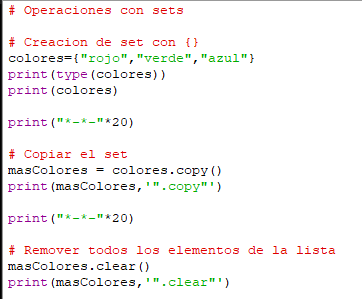 # Operaciones con sets
# Creacion de set con {}
colores={"rojo","verde","azul"}
print(type(colores))
print(colores)
print("*-*-"*20)
# Copiar el set
masColores = colores.copy()
print(masColores,'".copy"')
print("*-*-"*20)
# Remover todos los elementos de la lista
masColores.clear()
print(masColores,'".clear"')